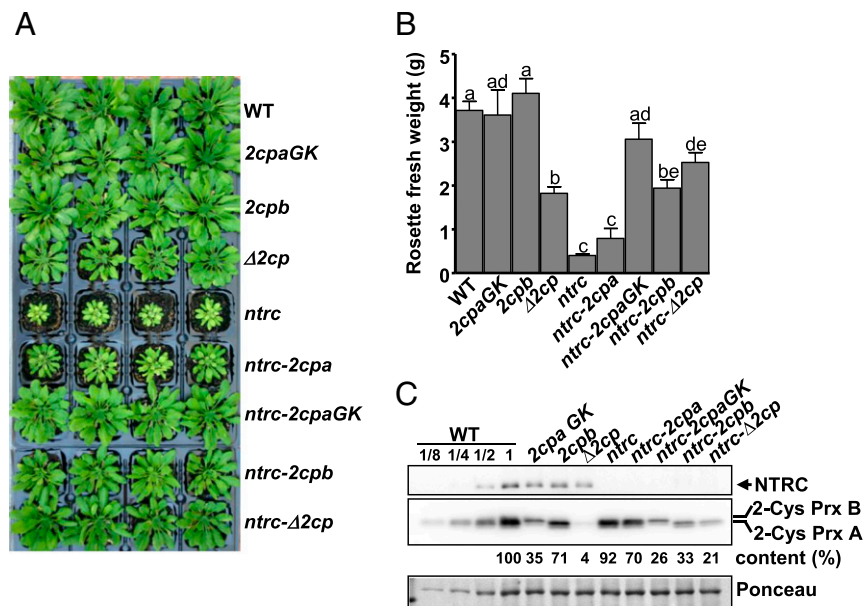 A
WT
2cpaGK
2cpb
Δ2cp
ntrc
ntrc-2cpa
ntrc-2cpaGK
ntrc-2cpb
ntrc-Δ2cp
B
Rosette fresh weight (g)
5
4
3
2
1
0
a ad a b c c ad be de
WT 2cpaGK 2cpb Δ2cp ntrc ntrc-2cpa ntrc-2cpaGK ntrc-2cpb ntrc-Δ2cp
C
WT
1/8 1/4 1/2 1 2cpa GK 2cpb Δ2cp ntrc ntrc-2cpa ntrc-2cpaGK ntrc-2cpb ntrc-Δ2cp
NTRC
2-Cys Prx B
2-Cys Prx A
100 35 71 4 92 70 26 33 21 content (%)
Ponceau